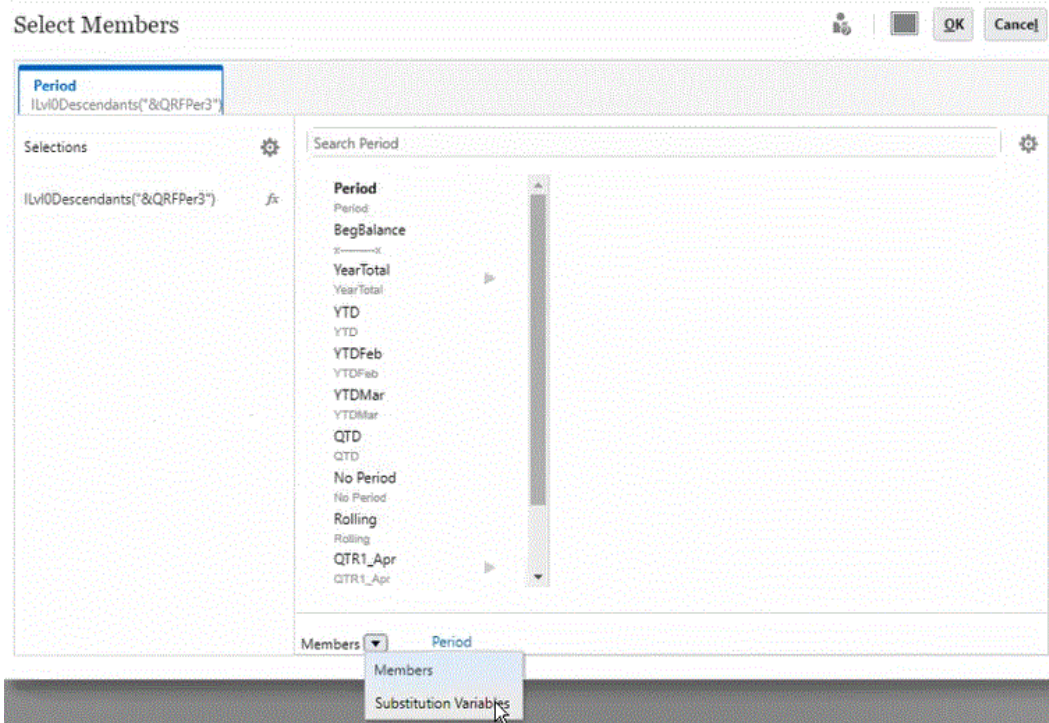 Select Members
OK
Cancel
Period
ILvl0Descendants("&QRFPer3")
Selections
Search Period
ILvl0Descendants("&QRFPer3")
fx
Period
Period
BegBalance
x---------x
YearTotal
YearTotal
YTD
YTD
YTDFeb
YTDFeb
YTDMar
YTDMar
QTD
QTD
No Period
No Period
Rolling
Rolling
QTR1_Apr
QTR1_Apr
Members
Period
Members
Substitution Variables